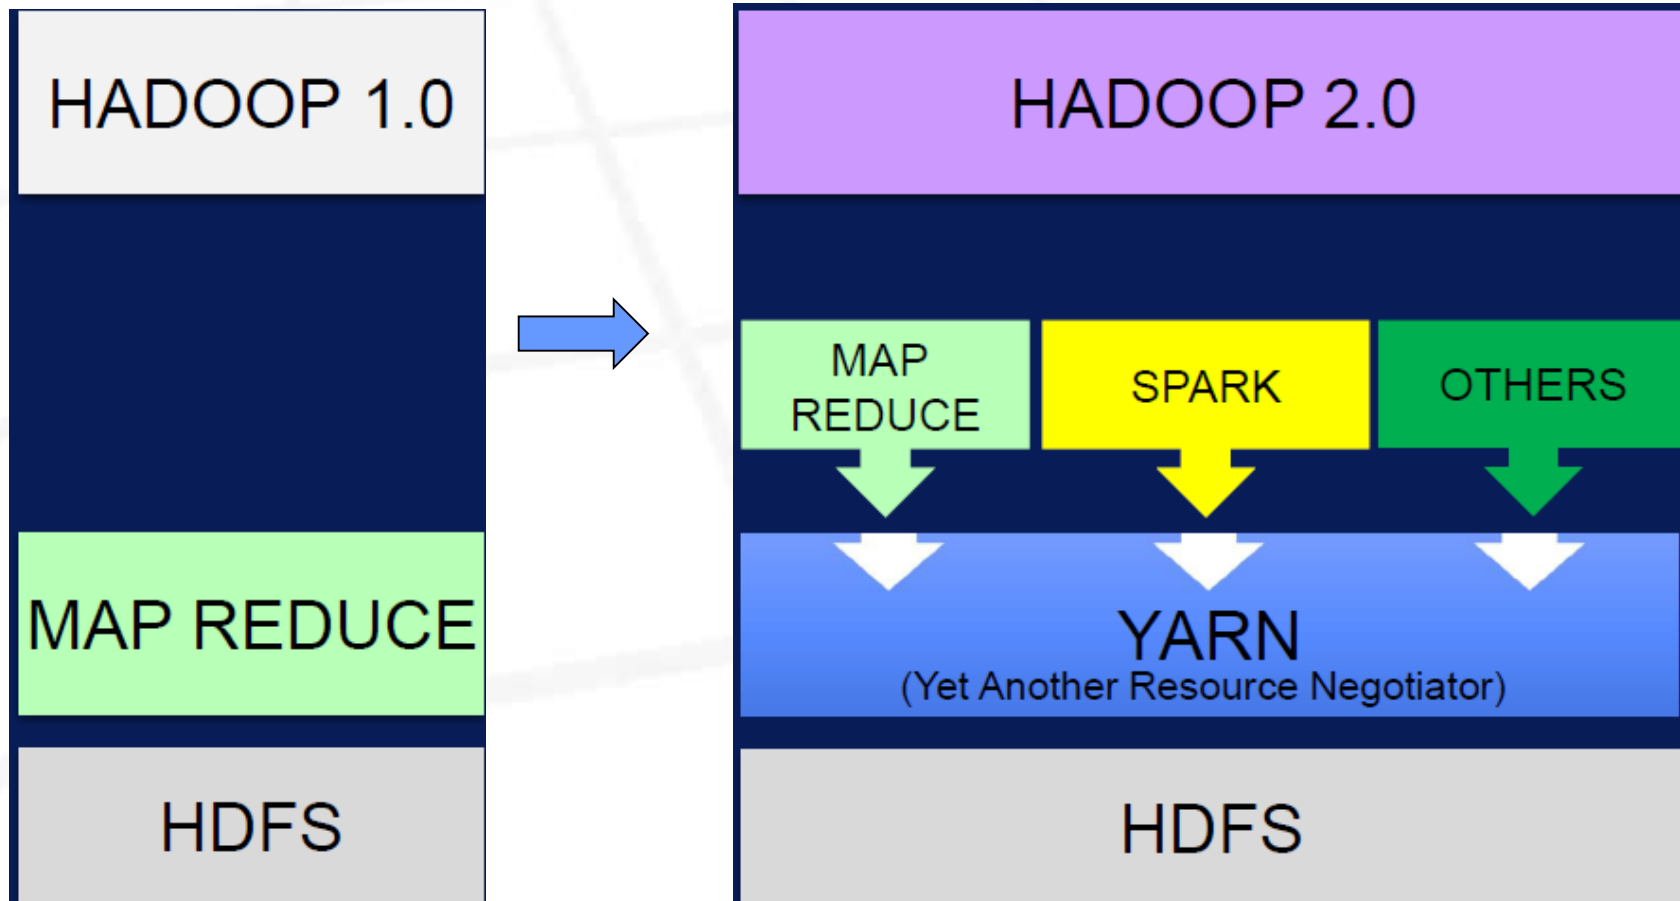 HADOOP 1.0
MAP REDUCE
HDFS
HADOOP 2.0
MAP
REDUCE
SPARK
OTHERS
YARN
(Yet Another Resource Negotiator)
HDFS